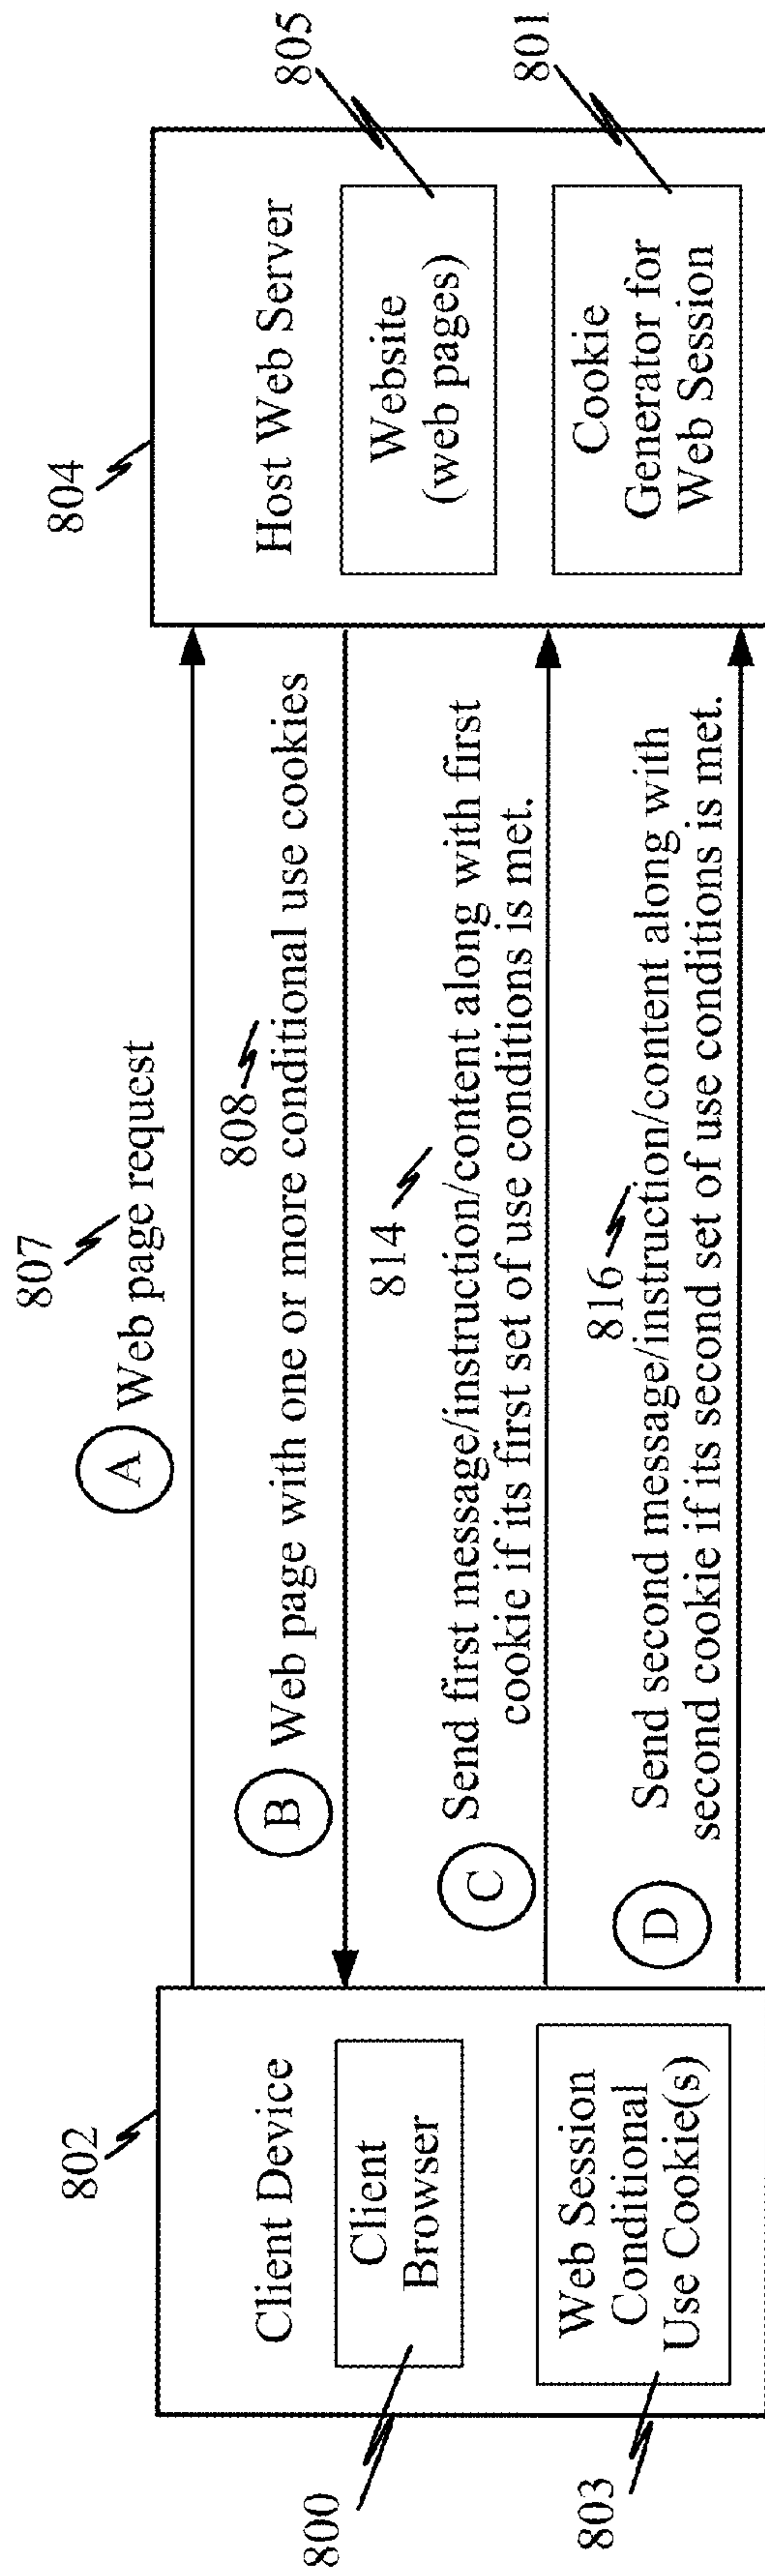 802
Client Device
800
Client
Browser
803
Web Session
Conditional
Use Cookie(s)
807
A
Web page request
808
B
Web page with one or more conditional use cookies
814
C
Send first message/instruction/content along with first
cookie if its first set of use conditions is met.
816
D
Send second message/instruction/content along with
second cookie if its second set of use conditions is met.
804
Host Web Server
805
Website
(web pages)
801
Cookie
Generator for
Web Session